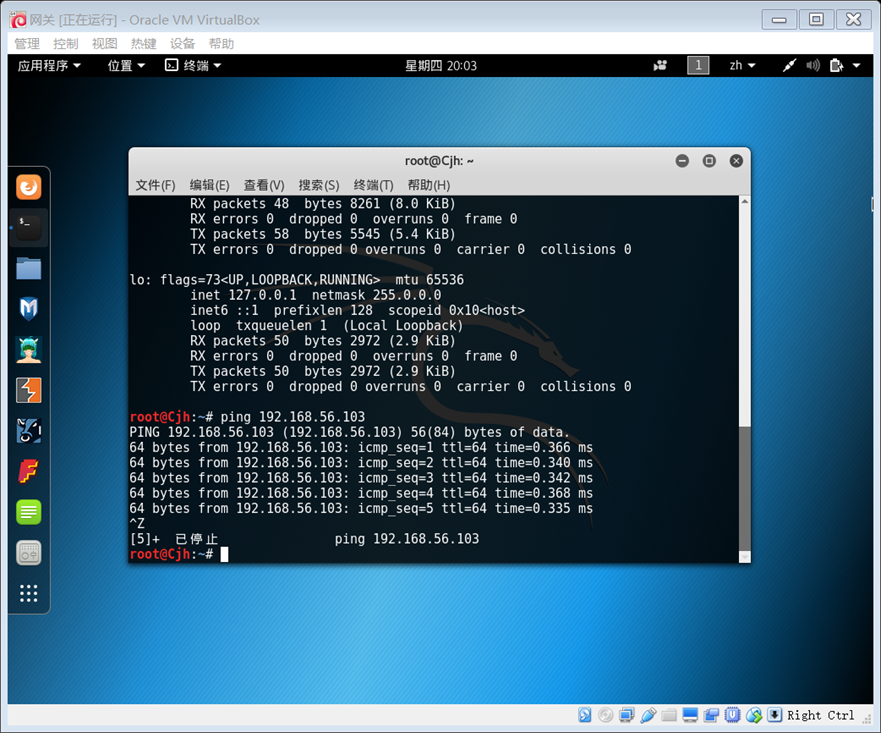 网关 [正在运行] - Oracle VM VirtualBox
管理 控制 视图 热键 设备 帮助
应用程序 位置 终端 星期四 20:03 1 zh
root@Cjh: ~
文件(F) 编辑(E) 查看(V) 搜索(S) 终端(T) 帮助(H)
RX packets 48  bytes 8261 (8.0 KiB)
RX errors 0  dropped 0  overruns 0  frame 0
TX packets 58  bytes 5545 (5.4 KiB)
TX errors 0  dropped 0 overruns 0  carrier 0  collisions 0
lo: flags=73<UP,LOOPBACK,RUNNING>  mtu 65536
inet 127.0.0.1  netmask 255.0.0.0
inet6 ::1  prefixlen 128  scopeid 0x10<host>
loop  txqueuelen 1  (Local Loopback)
RX packets 50  bytes 2972 (2.9 KiB)
RX errors 0  dropped 0  overruns 0  frame 0
TX packets 50  bytes 2972 (2.9 KiB)
TX errors 0  dropped 0 overruns 0  carrier 0  collisions 0
root@Cjh:~# ping 192.168.56.103
PING 192.168.56.103 (192.168.56.103) 56(84) bytes of data.
64 bytes from 192.168.56.103: icmp_seq=1 ttl=64 time=0.366 ms
64 bytes from 192.168.56.103: icmp_seq=2 ttl=64 time=0.340 ms
64 bytes from 192.168.56.103: icmp_seq=3 ttl=64 time=0.342 ms
64 bytes from 192.168.56.103: icmp_seq=4 ttl=64 time=0.368 ms
64 bytes from 192.168.56.103: icmp_seq=5 ttl=64 time=0.335 ms
^Z
[5]+  已停止               ping 192.168.56.103
root@Cjh:~#
Right Ctrl